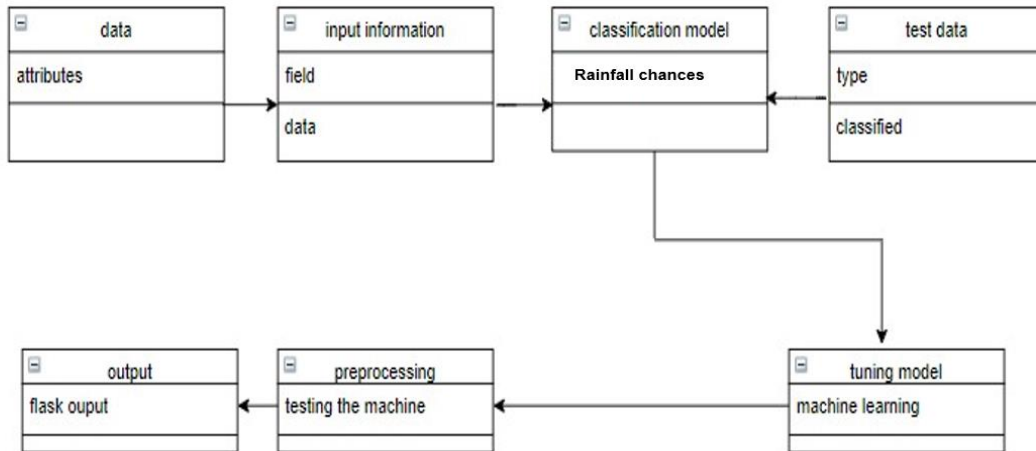 data
attributes
input information
field
data
classification model
Rainfall chances
test data
type
classified
output
flask ouput
preprocessing
testing the machine
tuning model
machine learning